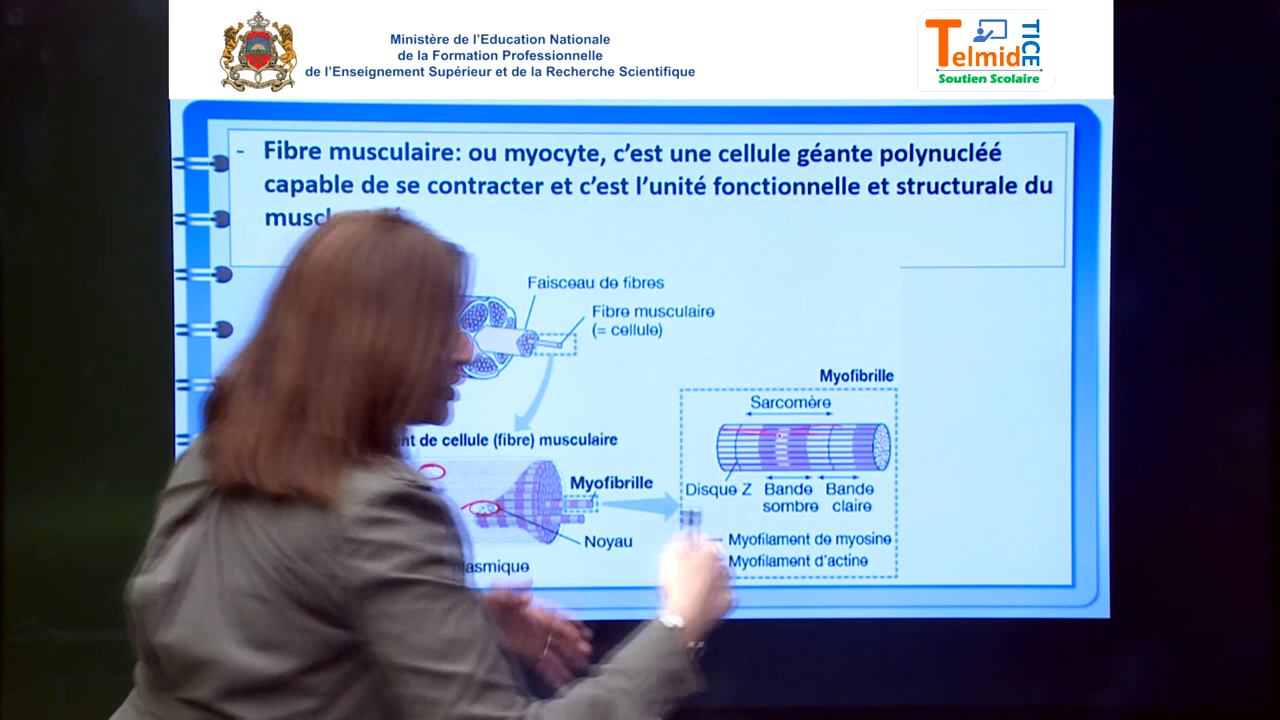 Ministère de l'Education Nationale
de la Formation Professionnelle
de l'Enseignement Supérieur et de la Recherche Scientifique
Telmid TICE
Soutien Scolaire
- Fibre musculaire: ou myocyte, c'est une cellule géante polynucléé
capable de se contracter et c'est l'unité fonctionnelle et structurale du
Faisceau de fibres
Fibre musculaire
(= cellule)
Myofibrille
Sarcomère
de cellule (fibre) musculaire
Myofibrille
Disque Z
Bande sombre
Bande claire
Noyau
Myofilament de myosine
Myofilament d'actine